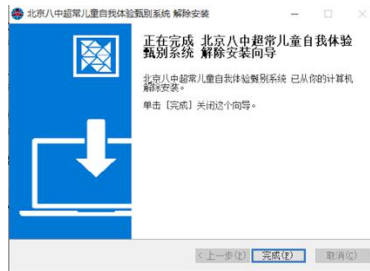 北京八中超常儿童自我体验甄别系统 解除安装
正在完成 北京八中超常儿童自我体验
甄别系统 解除安装向导
北京八中超常儿童自我体验甄别系统 已从你的计算机
解除安装。
单击 [完成] 关闭这个向导。
< 上一步(P) 完成(F) 取消(C)